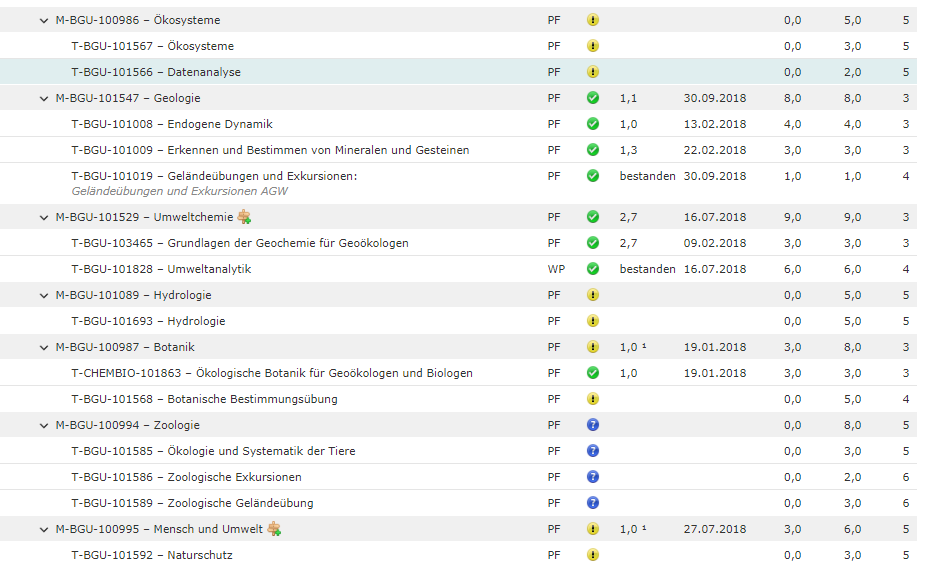 M-BGU-100986 – Ökosysteme PF 0,0 5,0 5
T-BGU-101567 – Ökosysteme PF 0,0 3,0 5
T-BGU-101566 – Datenanalyse PF 0,0 2,0 5
M-BGU-101547 – Geologie PF 1,1 30.09.2018 8,0 8,0 3
T-BGU-101008 – Endogene Dynamik PF 1,0 13.02.2018 4,0 4,0 3
T-BGU-101009 – Erkennen und Bestimmen von Mineralen und Gesteinen PF 1,3 22.02.2018 3,0 3,0 3
T-BGU-101019 – Geländeübungen und Exkursionen: PF bestanden 30.09.2018 1,0 1,0 4
Geländeübungen und Exkursionen AGW
M-BGU-101529 – Umweltchemie PF 2,7 16.07.2018 9,0 9,0 3
T-BGU-103465 – Grundlagen der Geochemie für Geoökologen PF 2,7 09.02.2018 3,0 3,0 3
T-BGU-101828 – Umweltanalytik WP bestanden 16.07.2018 6,0 6,0 4
M-BGU-101089 – Hydrologie PF 0,0 5,0 5
T-BGU-101693 – Hydrologie PF 0,0 5,0 5
M-BGU-100987 – Botanik PF 1,0 ¹ 19.01.2018 3,0 8,0 3
T-CHEMBIO-101863 – Ökologische Botanik für Geoökologen und Biologen PF 1,0 19.01.2018 3,0 3,0 3
T-BGU-101568 – Botanische Bestimmungsübung PF 0,0 5,0 4
M-BGU-100994 – Zoologie PF 0,0 8,0 5
T-BGU-101585 – Ökologie und Systematik der Tiere PF 0,0 3,0 5
T-BGU-101586 – Zoologische Exkursionen PF 0,0 2,0 6
T-BGU-101589 – Zoologische Geländeübung PF 0,0 3,0 6
M-BGU-100995 – Mensch und Umwelt PF 1,0 ¹ 27.07.2018 3,0 6,0 5
T-BGU-101592 – Naturschutz PF 0,0 3,0 5